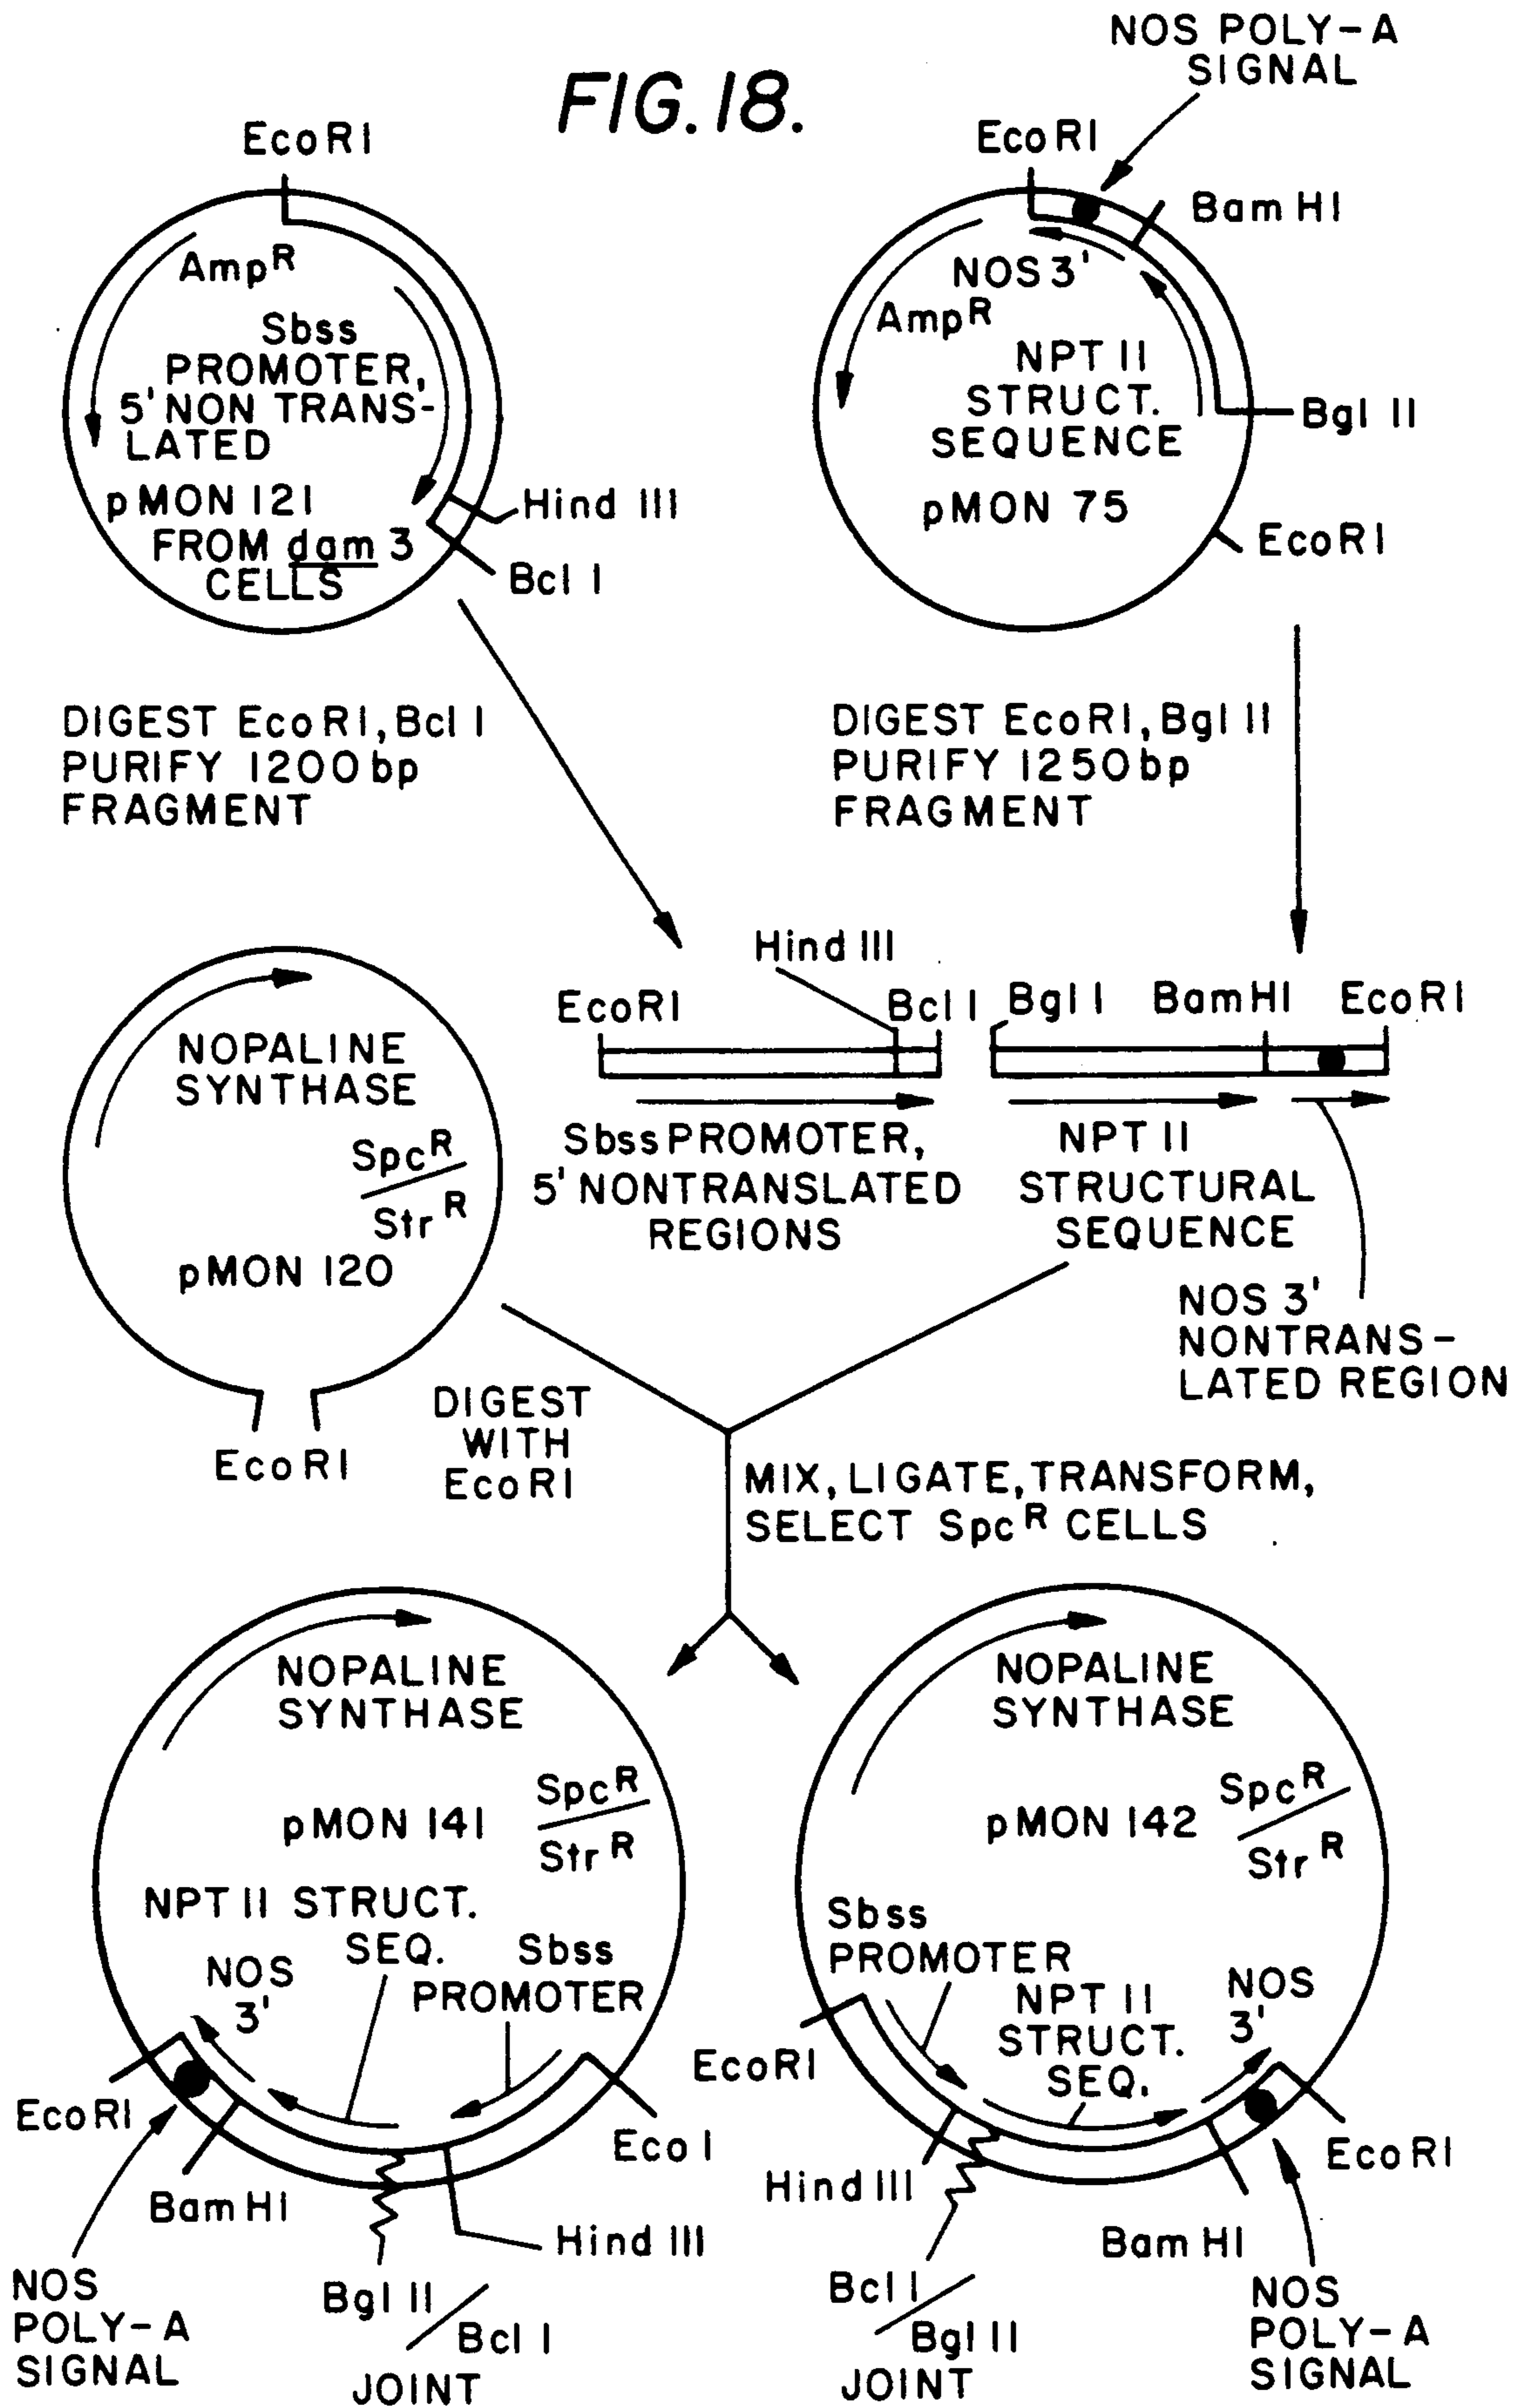 FIG. 18.
EcoRI
AmpR
Sbss
PROMOTER,
5' NON TRANS-
LATED
pMON 121
FROM dam 3
CELLS
Hind III
Bcl I
NOS POLY-A
SIGNAL
EcoRI
Bam HI
NOS 3'
AmpR
NPT II
STRUCT.
SEQUENCE
Bgl II
pMON 75
EcoRI
DIGEST EcoRI, Bcl I
PURIFY 1200 bp
FRAGMENT
DIGEST EcoRI, Bgl II
PURIFY 1250 bp
FRAGMENT
NOPALINE
SYNTHASE
SpcR
StrR
pMON 120
EcoRI
Hind III
EcoRI
Bcl I
Bgl I
BamHI
EcoRI
Sbss PROMOTER,
5' NONTRANSLATED
REGIONS
NPT II
STRUCTURAL
SEQUENCE
NOS 3'
NONTRANS-
LATED REGION
DIGEST
WITH
EcoRI
MIX, LIGATE, TRANSFORM,
SELECT SpcR CELLS
NOPALINE
SYNTHASE
pMON 141
SpcR
StrR
NPT II STRUCT.
SEQ.
NOS
3'
Sbss
PROMOTER
EcoRI
Bam HI
Eco I
Hind III
NOS
POLY-A
SIGNAL
Bgl II
Bcl I
JOINT
NOPALINE
SYNTHASE
pMON 142
SpcR
StrR
Sbss
PROMOTER
NPT II
STRUCT.
SEQ.
NOS
3'
EcoRI
Hind III
EcoRI
Bam HI
Bcl I
Bgl II
JOINT
NOS
POLY-A
SIGNAL